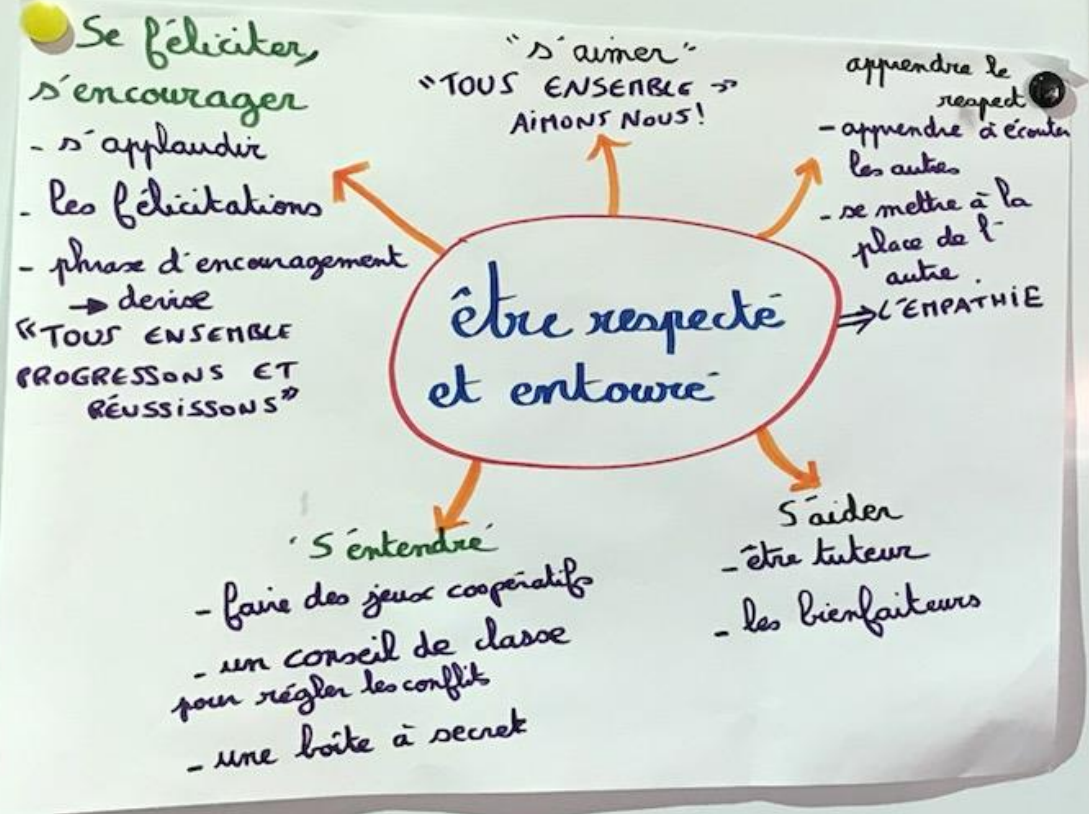 Se féliciter,
s'encourager
- s'applaudir
- les félicitations
- phrase d'encouragement
→ devise
"TOUS ENSEMBLE
PROGRESSONS ET
RÉUSSISSONS"
"s'aimer"
"TOUS ENSEMBLE"
AIMONS NOUS!
apprendre le
respect
- apprendre à écouter
les autres
- se mettre à la
place de l'
autre.
⇒ L'EMPATHIE
être respecté
et entouré
S'entendre
- faire des jeux coopératifs
- un conseil de classe
pour régler les conflits
- une boîte à secret
S'aider
- être tuteur
- les bienfaiteurs